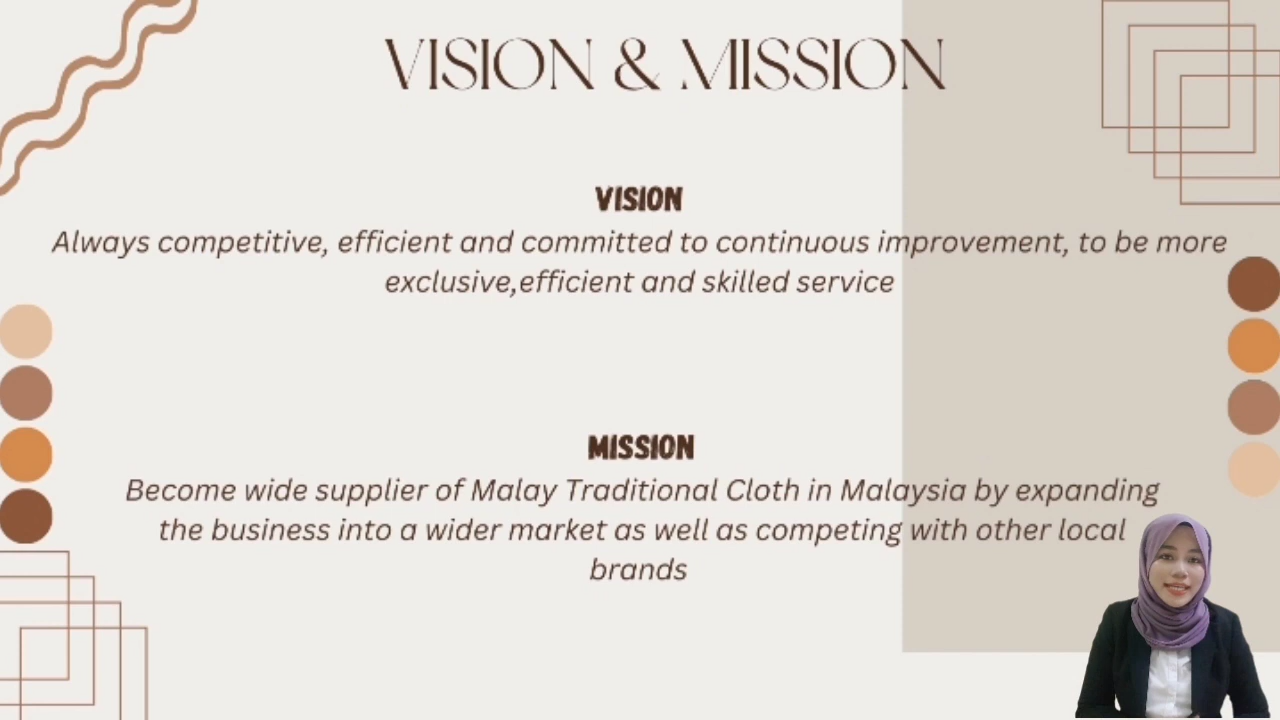 VISION & MISSION
VISION
Always competitive, efficient and committed to continuous improvement, to be more
exclusive,efficient and skilled service
MISSION
Become wide supplier of Malay Traditional Cloth in Malaysia by expanding
the business into a wider market as well as competing with other local
brands